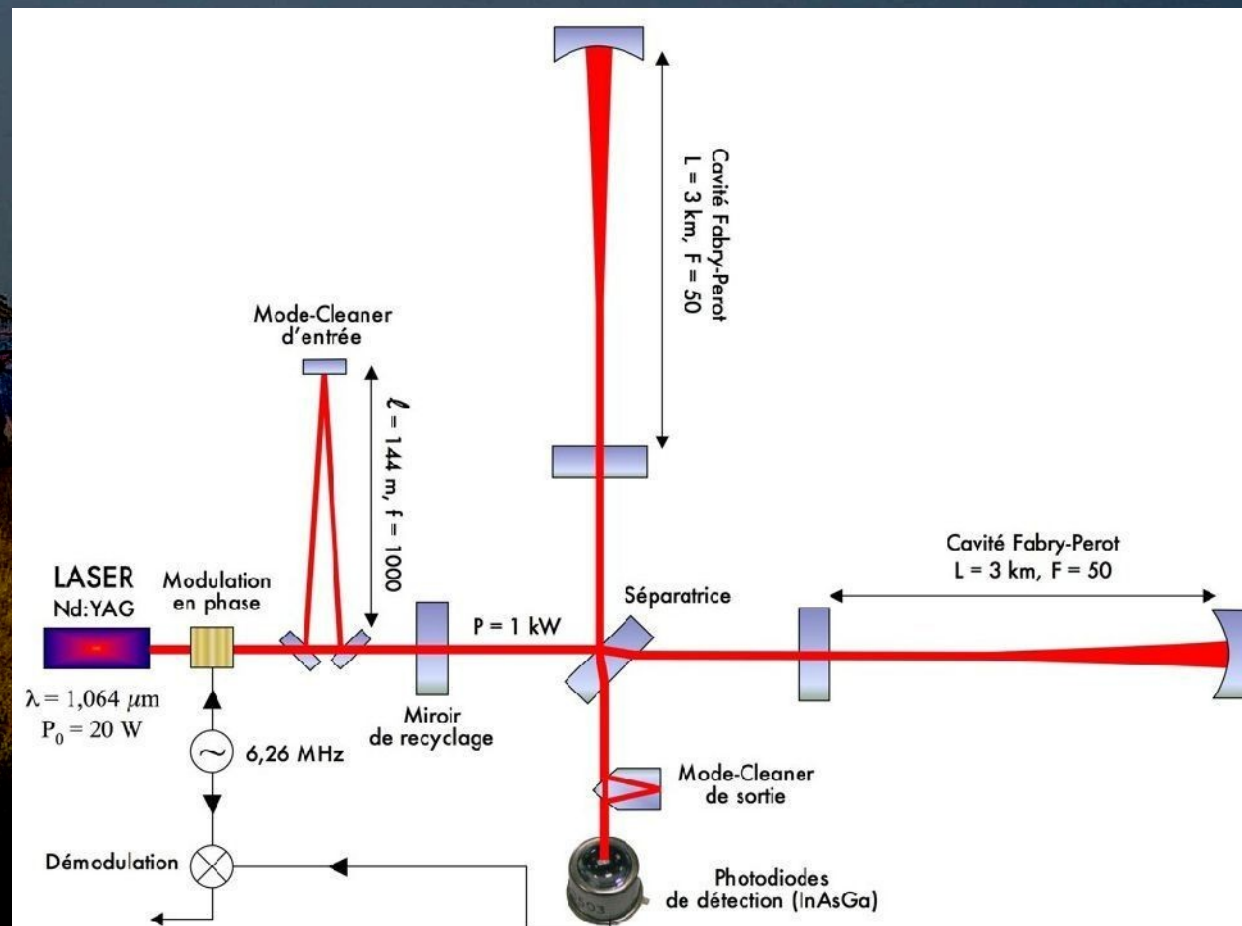 Cavité Fabry-Perot
L = 3 km, F = 50
Mode-Cleaner
d'entrée
ℓ = 144 m, f = 1000
Cavité Fabry-Perot
L = 3 km, F = 50
LASER
Nd:YAG
Modulation
en phase
P = 1 kW
Séparatrice
λ = 1,064 μm
P₀ = 20 W
Miroir
de recyclage
6,26 MHz
Mode-Cleaner
de sortie
Démodulation
Photodiodes
de détection (InAsGa)